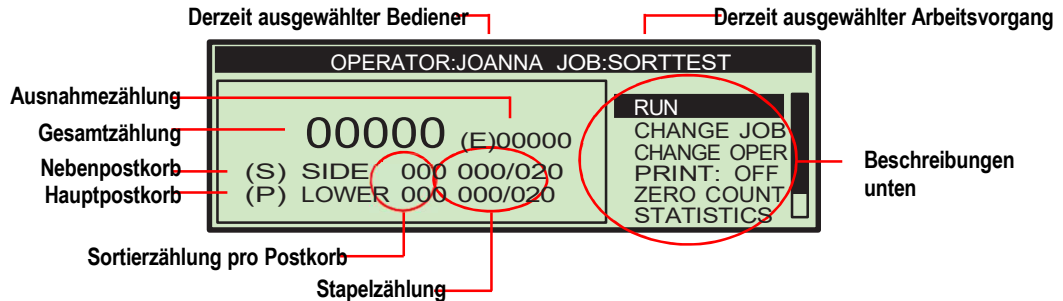 Derzeit ausgewählter Bediener
Derzeit ausgewählter Arbeitsvorgang
OPERATOR:JOANNA JOB:SORTTEST
Ausnahmezählung
Gesamtzählung
Nebenpostkorb
Hauptpostkorb
00000 (E)00000
(S) SIDE 000 000/020
(P) LOWER 000 000/020
RUN
CHANGE JOB
CHANGE OPER
PRINT: OFF
ZERO COUNT
STATISTICS
Beschreibungen
unten
Sortierzählung pro Postkorb
Stapelzählung